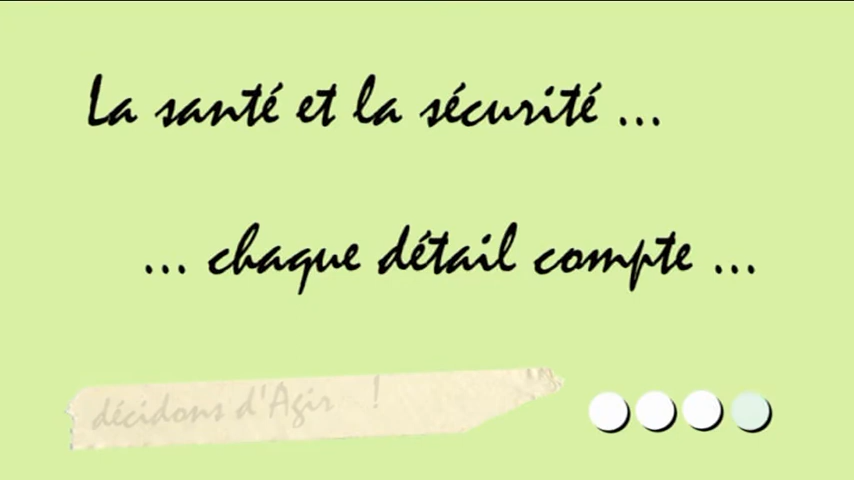 La santé et la sécurité ...
... chaque détail compte ...
décidons d'Agir !